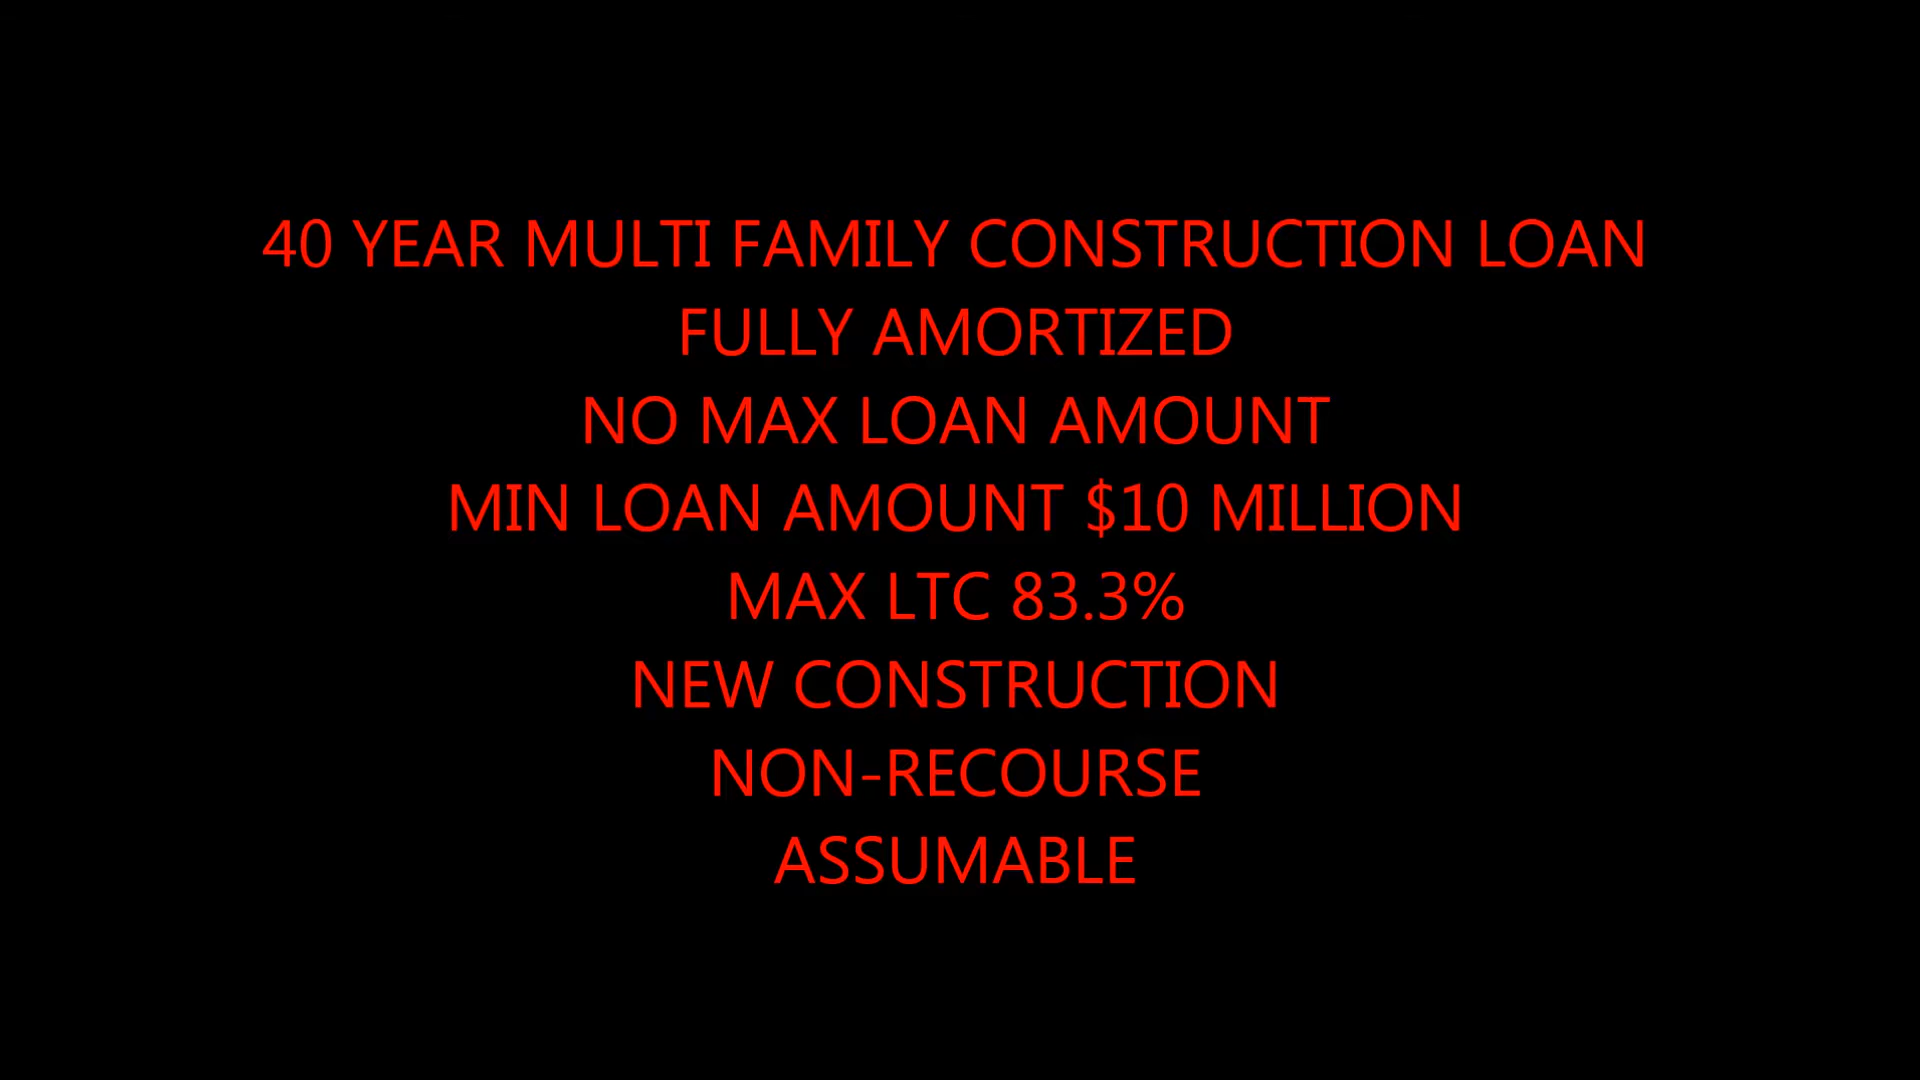 40 YEAR MULTI FAMILY CONSTRUCTION LOAN
FULLY AMORTIZED
NO MAX LOAN AMOUNT
MIN LOAN AMOUNT $10 MILLION
MAX LTC 83.3%
NEW CONSTRUCTION
NON-RECOURSE
ASSUMABLE